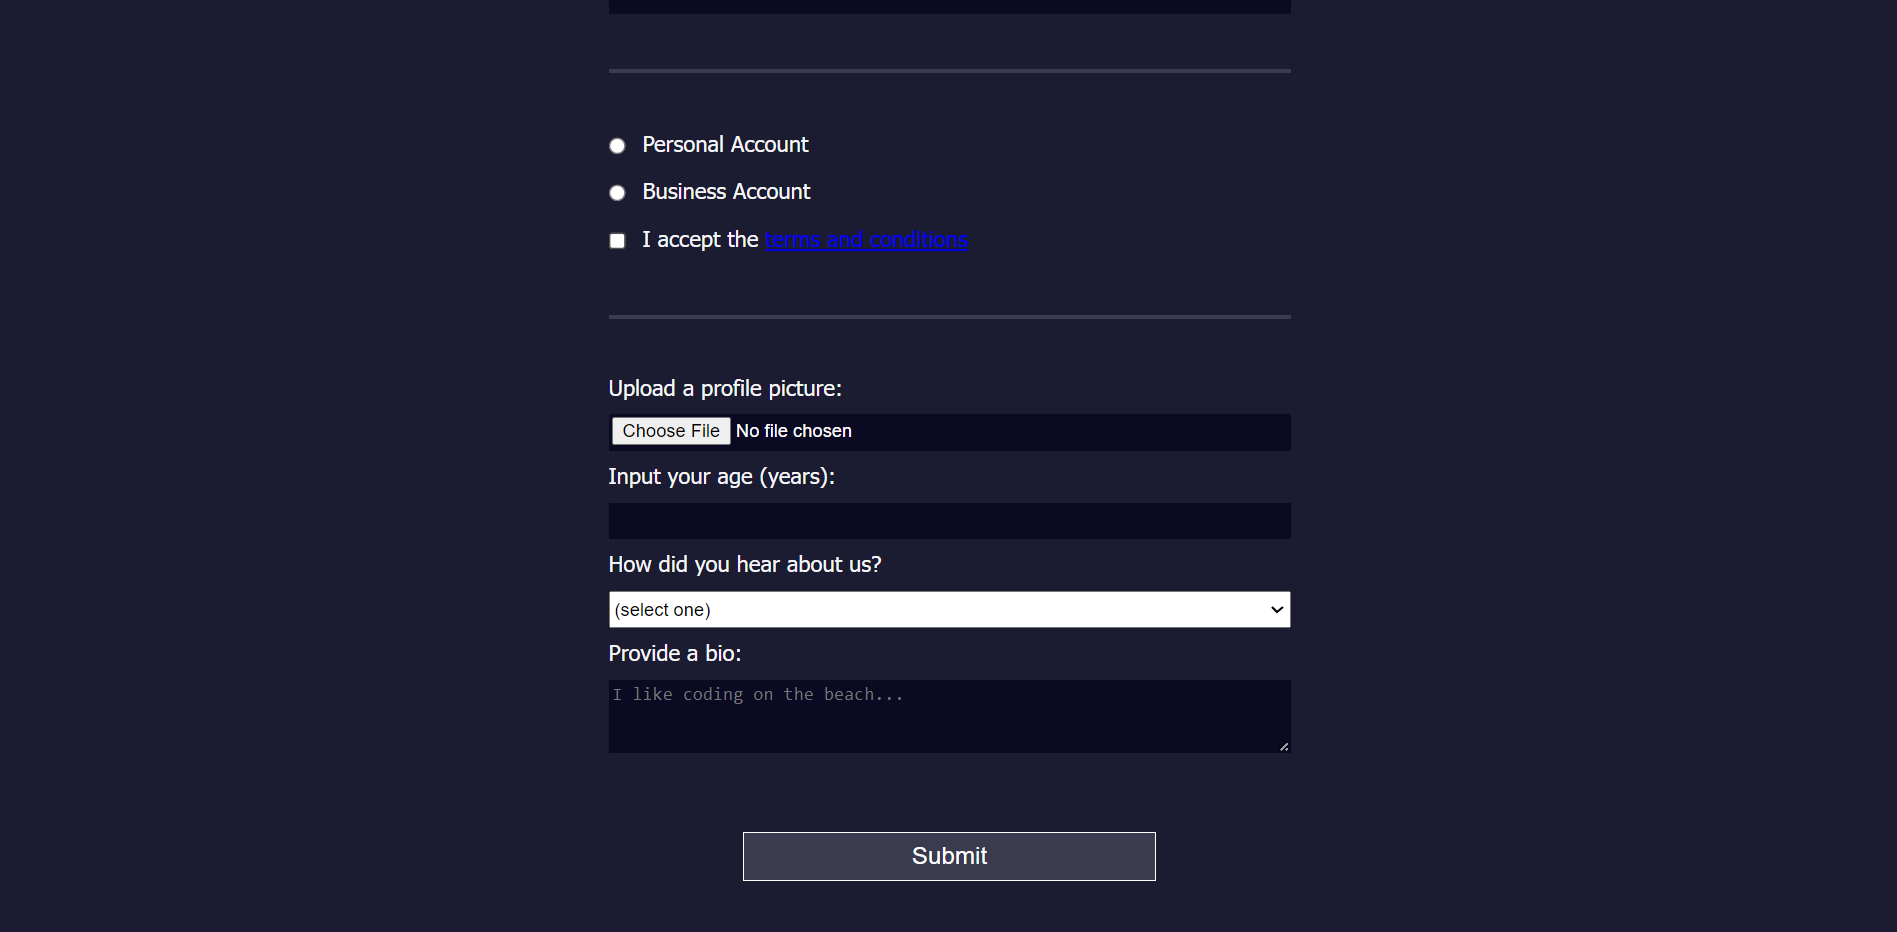 Personal Account
Business Account
I accept the terms and conditions
Upload a profile picture:
Choose File No file chosen
Input your age (years):
How did you hear about us?
(select one)
Provide a bio:
I like coding on the beach...
Submit